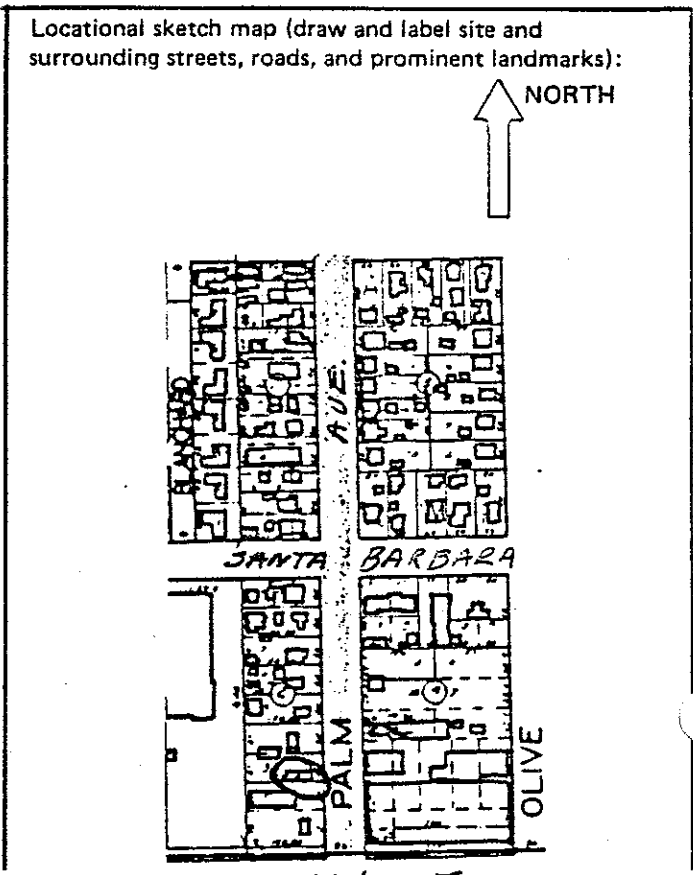 Locational sketch map (draw and label site and
surrounding streets, roads, and prominent landmarks):
NORTH
AVE.
SANTA BARBARA
PALM
OLIVE